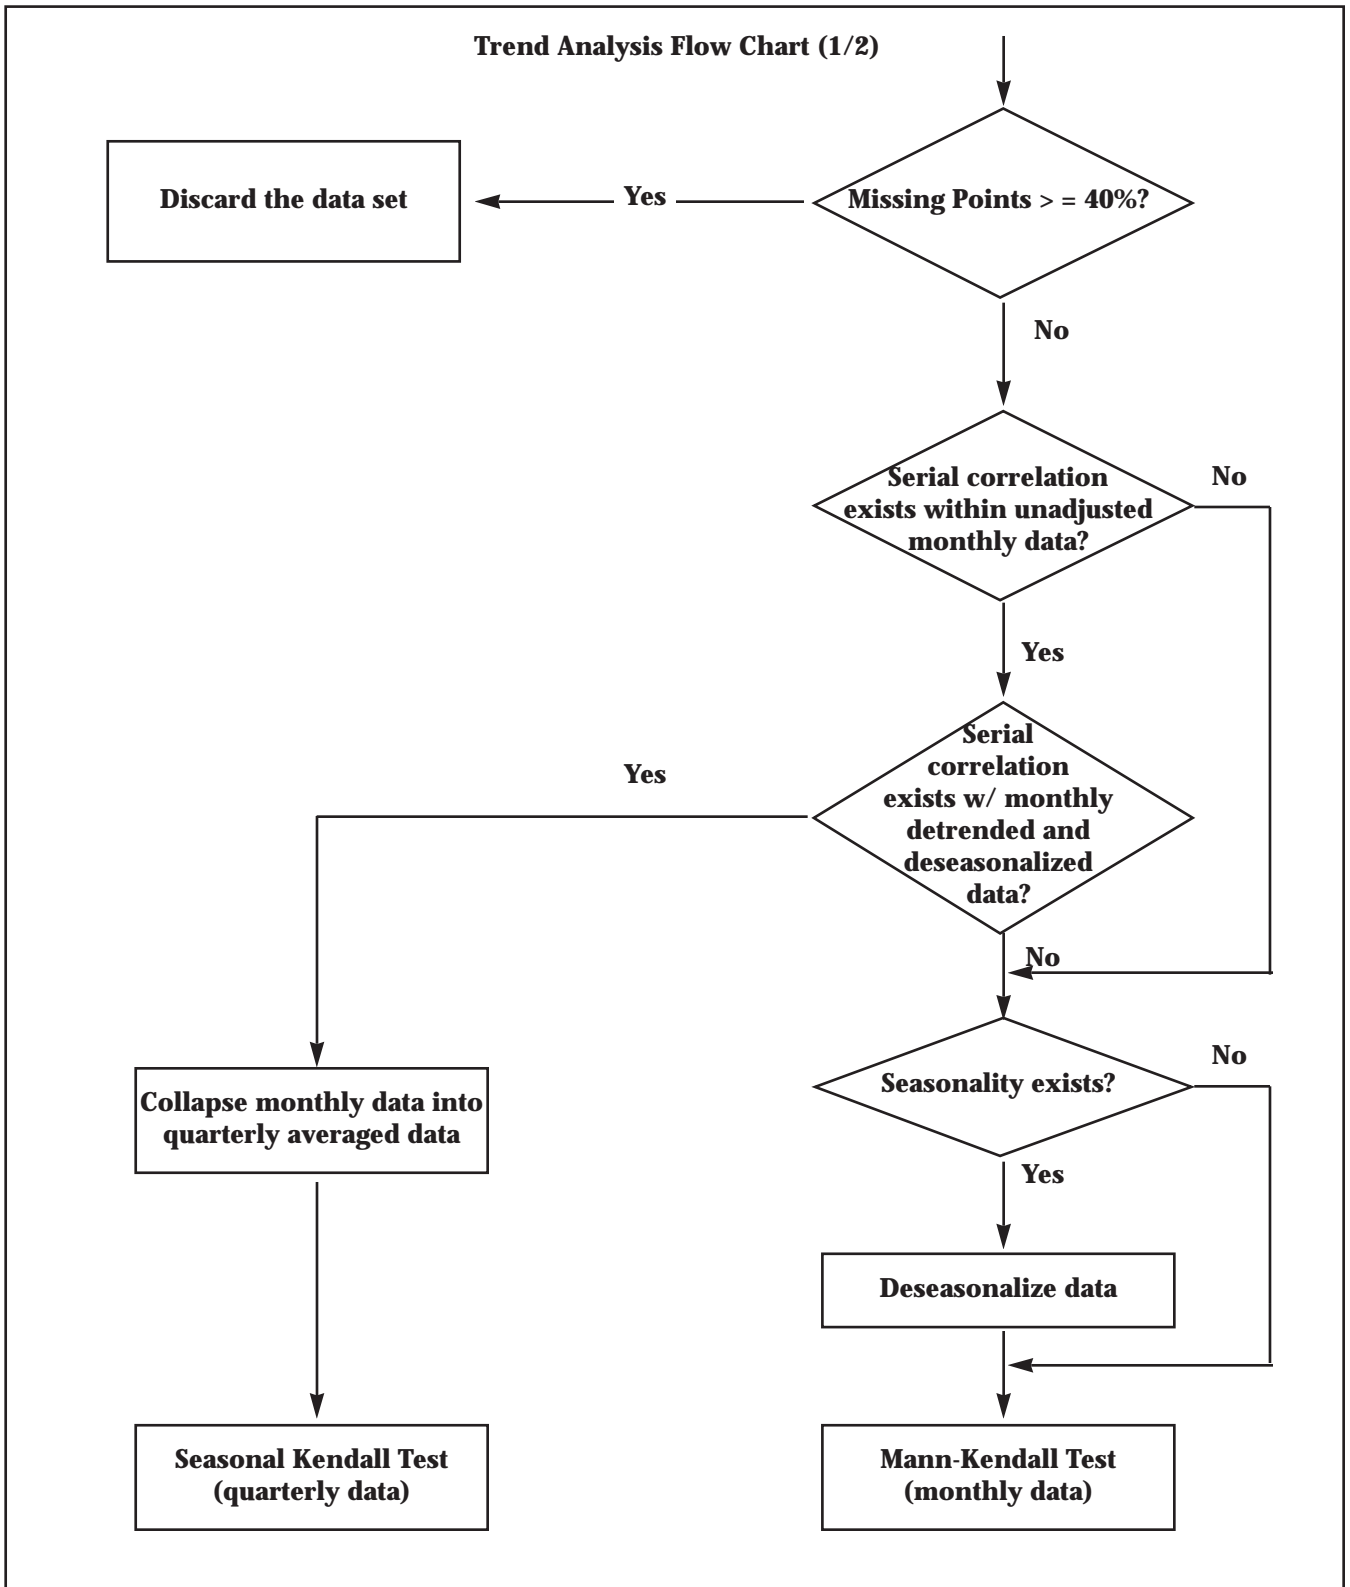 Trend Analysis Flow Chart (1/2)
Discard the data set
Yes
Missing Points > = 40%?
No
Serial correlation
exists within unadjusted
monthly data?
No
Yes
Serial
correlation
exists w/ monthly
detrended and
deseasonalized
data?
Yes
No
Seasonality exists?
No
Collapse monthly data into
quarterly averaged data
Yes
Deseasonalize data
Seasonal Kendall Test
(quarterly data)
Mann-Kendall Test
(monthly data)